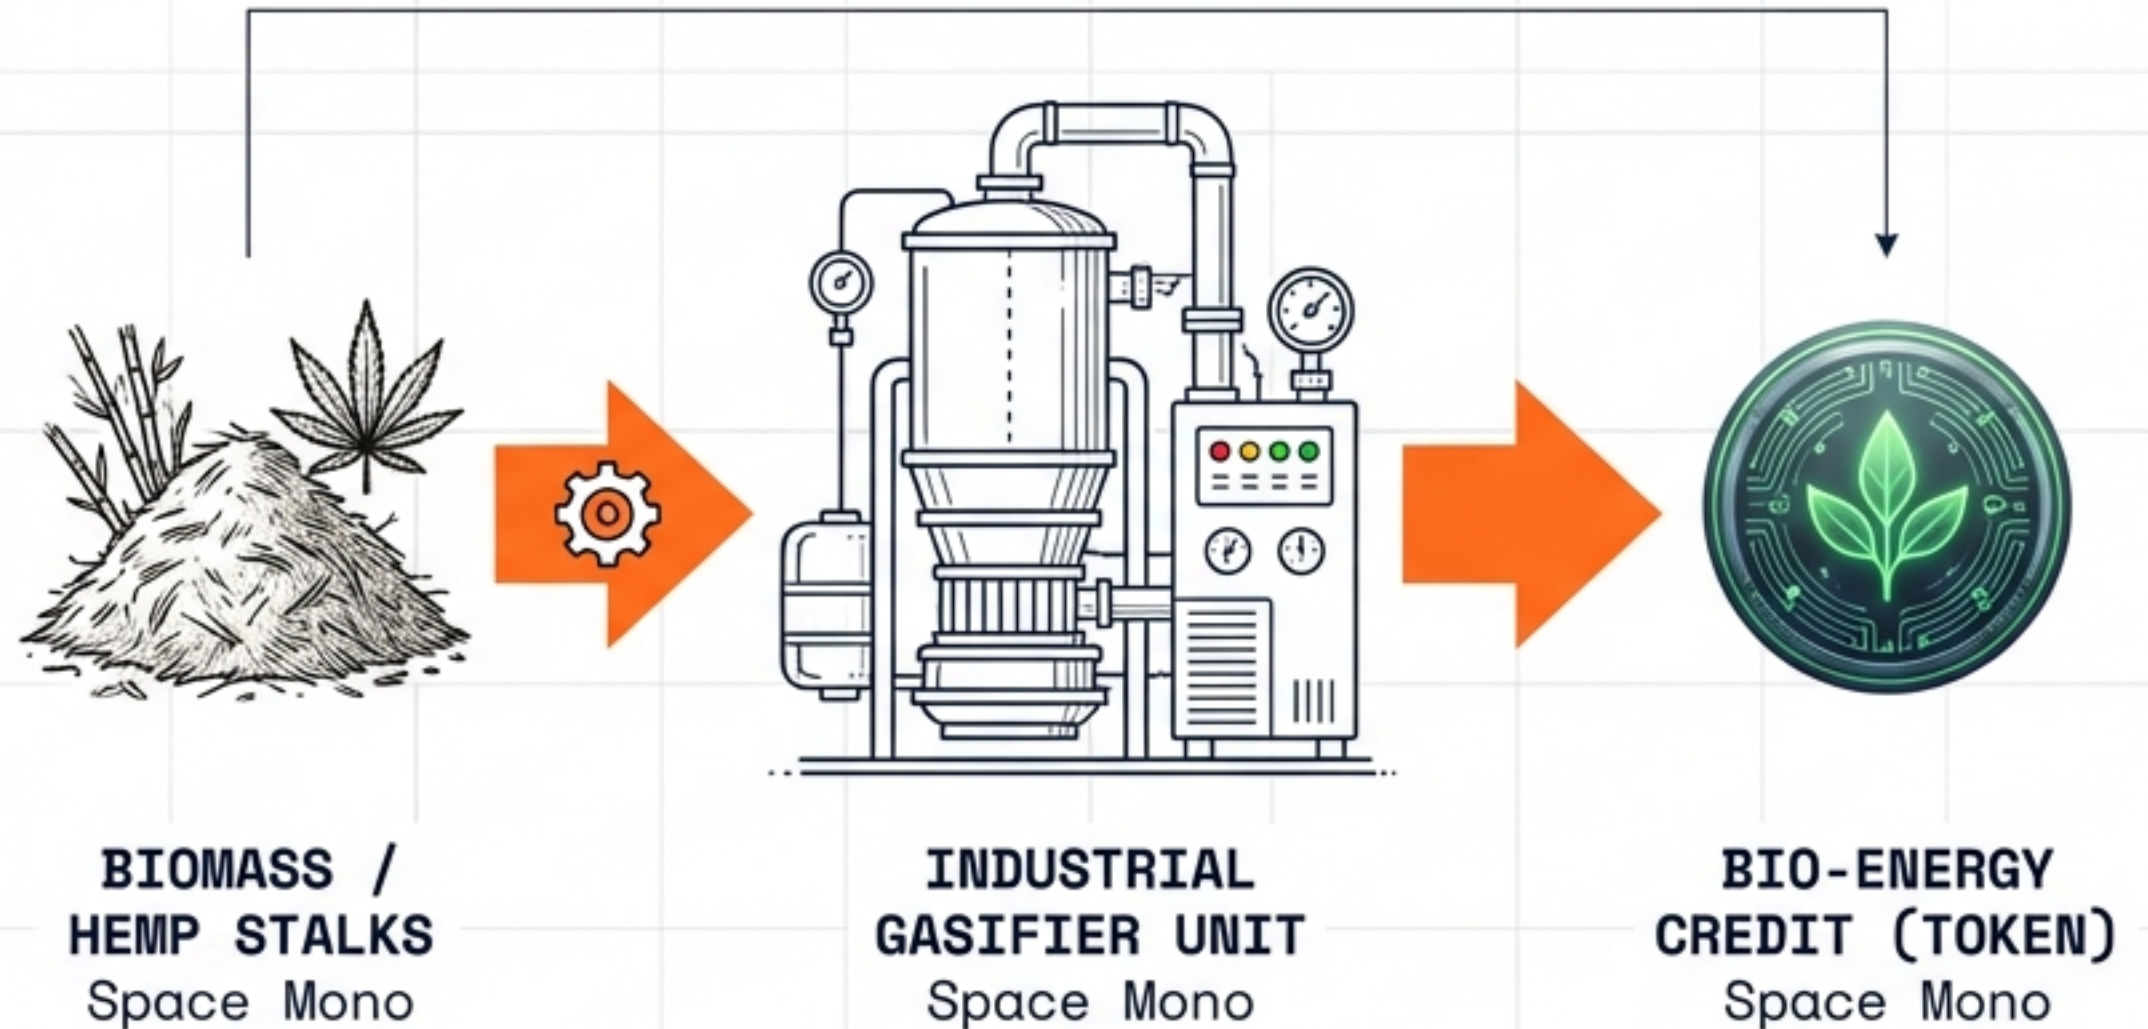 BIOMASS /
HEMP STALKS
Space Mono
INDUSTRIAL
GASIFIER UNIT
Space Mono
BIO-ENERGY
CREDIT (TOKEN)
Space Mono